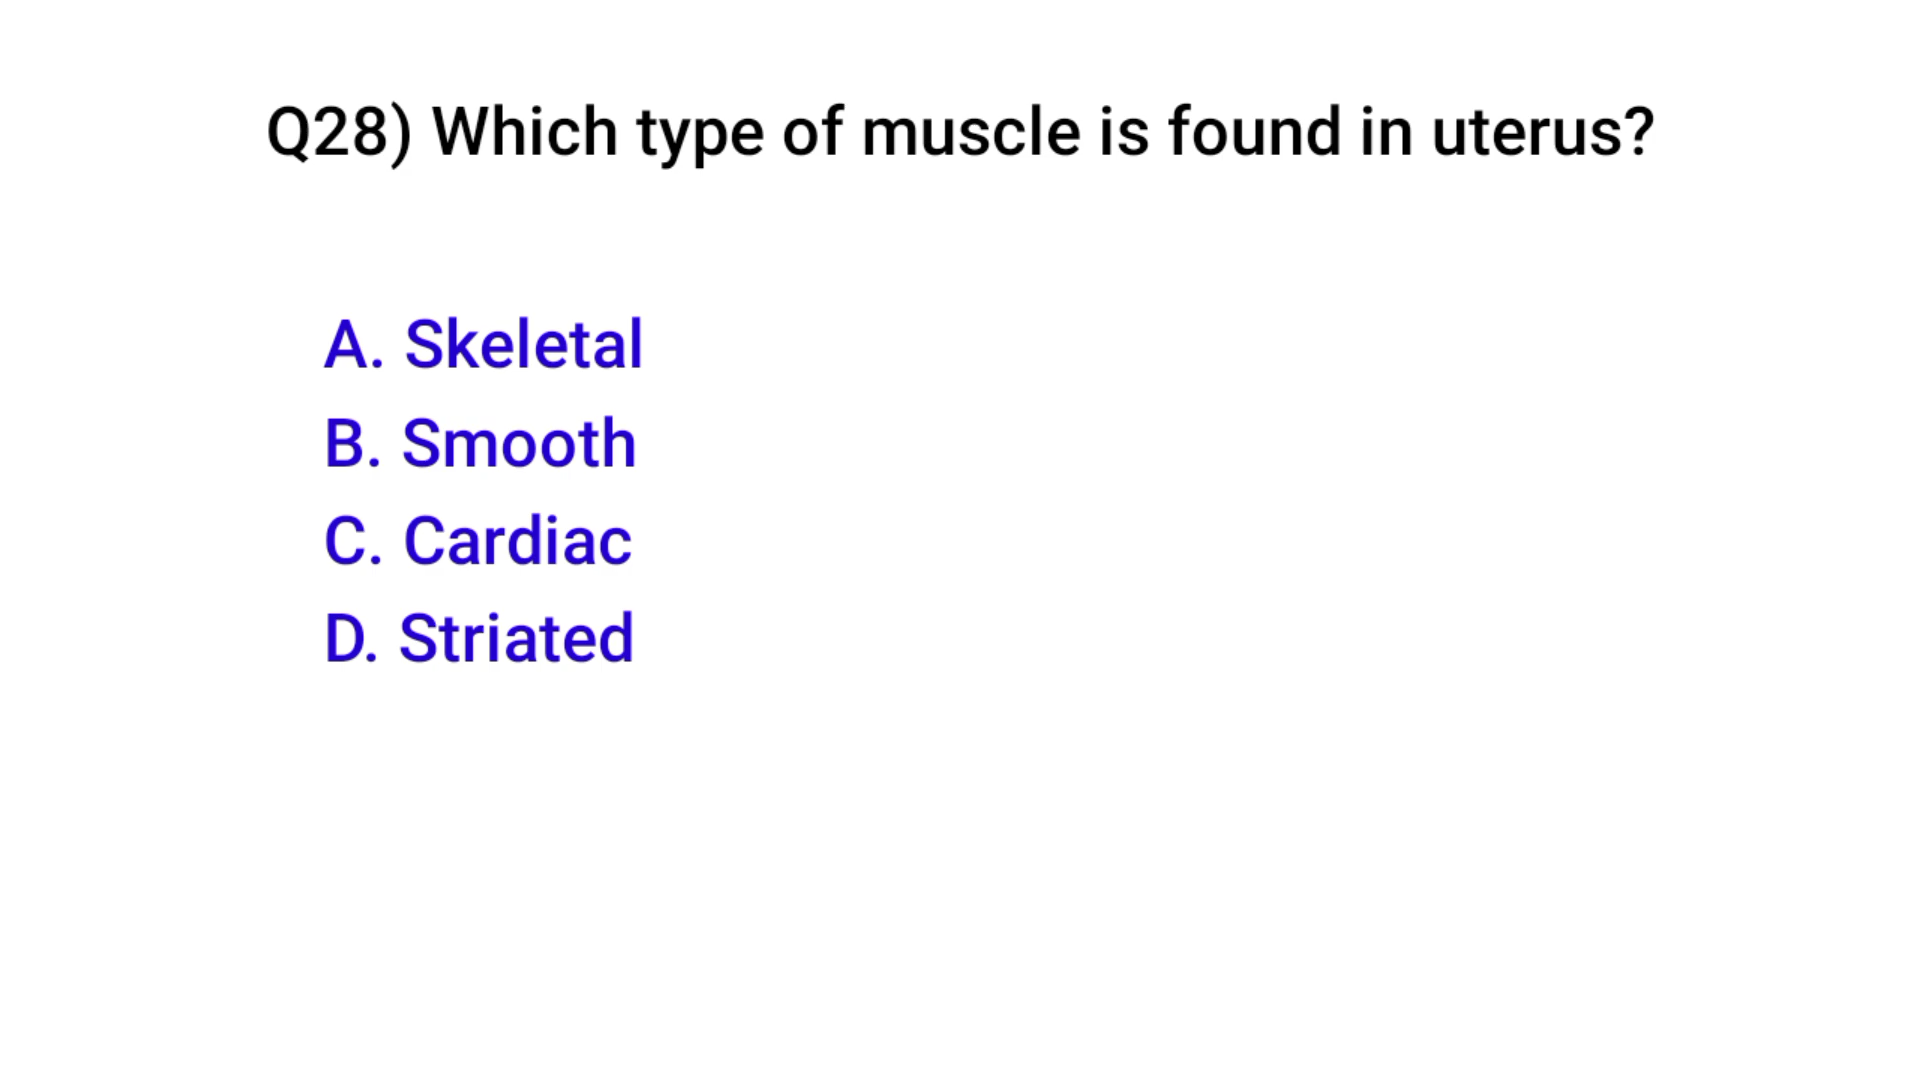 Q28) Which type of muscle is found in uterus?
A. Skeletal
B. Smooth
C. Cardiac
D. Striated